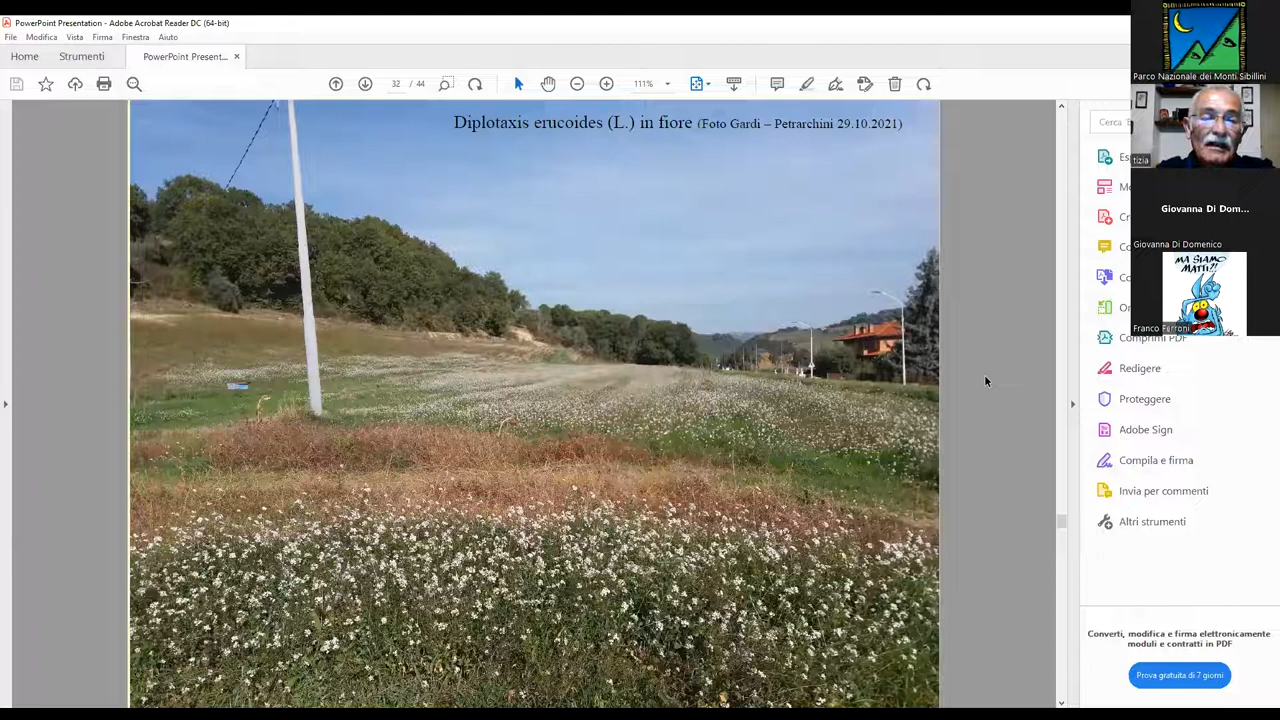 PowerPoint Presentation - Adobe Acrobat Reader DC (64-bit)
File Modifica Vista Firma Finestra Aiuto
Home Strumenti PowerPoint Present... ×
32 / 44 111%
Diplotaxis erucoides (L.) in fiore (Foto Gardi – Petrarchini 29.10.2021)
Parco Nazionale dei Monti Sibillini
tizia
Giovanna Di Dom...
Giovanna Di Domenico
MA SIAMO
MATTI!!
Franco Ferroni
Cerca
Comprimi PDF
Redigere
Proteggere
Adobe Sign
Compila e firma
Invia per commenti
Altri strumenti
Converti, modifica e firma elettronicamente
moduli e contratti in PDF
Prova gratuita di 7 giorni